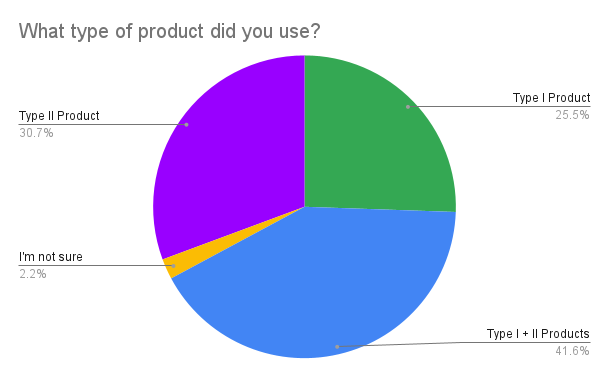 What type of product did you use?
Type I Product
25.5%
Type II Product
30.7%
I'm not sure
2.2%
Type I + II Products
41.6%